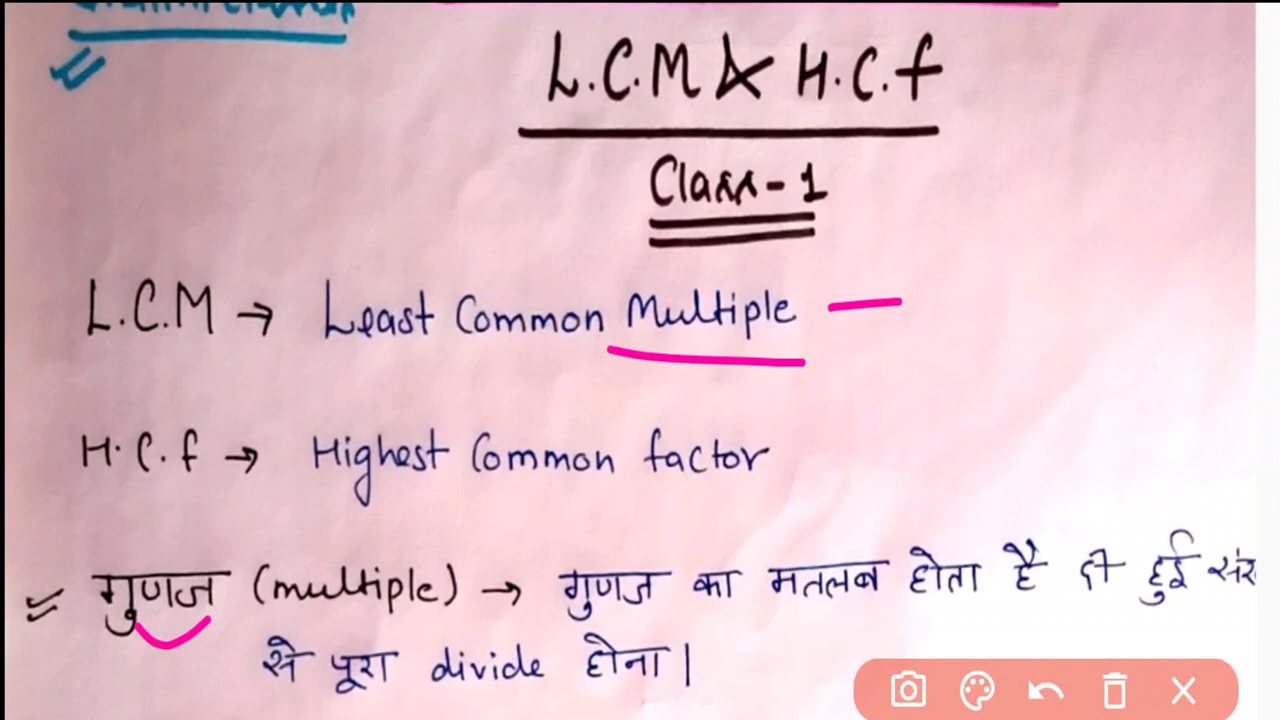 L.C.M & H.C.f
Class-1
L.C.M → Least Common Multiple
H.C.f → Highest Common factor
गुणज (multiple) → गुणज का मतलब होता है दी हुई
से पूरा divide होना।